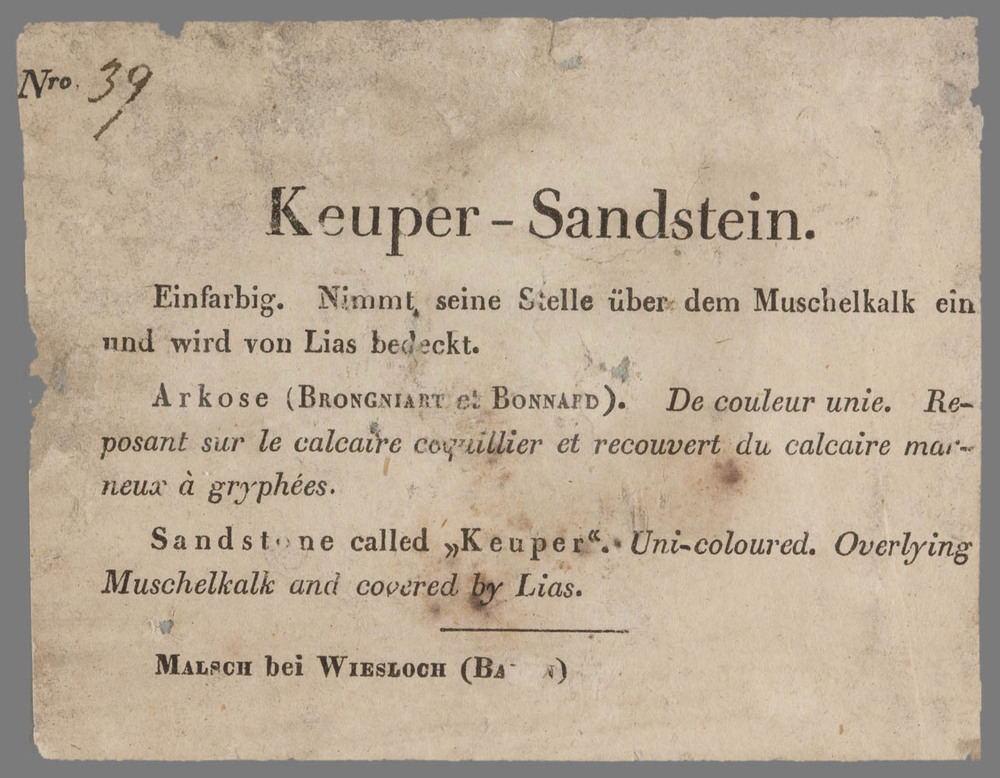 Nro. 39
Keuper-Sandstein.
Einfarbig. Nimmt seine Stelle über dem Muschelkalk ein
und wird von Lias bedeckt.
Arkose (BRONGNIART et BONNARD). De couleur unie. Re-
posant sur le calcaire coquillier et recouvert du calcaire mar-
neux à gryphées.
Sandstone called „Keuper“. Uni-coloured. Overlying
Muschelkalk and covered by Lias.
MALSCH bei WIESLOCH (